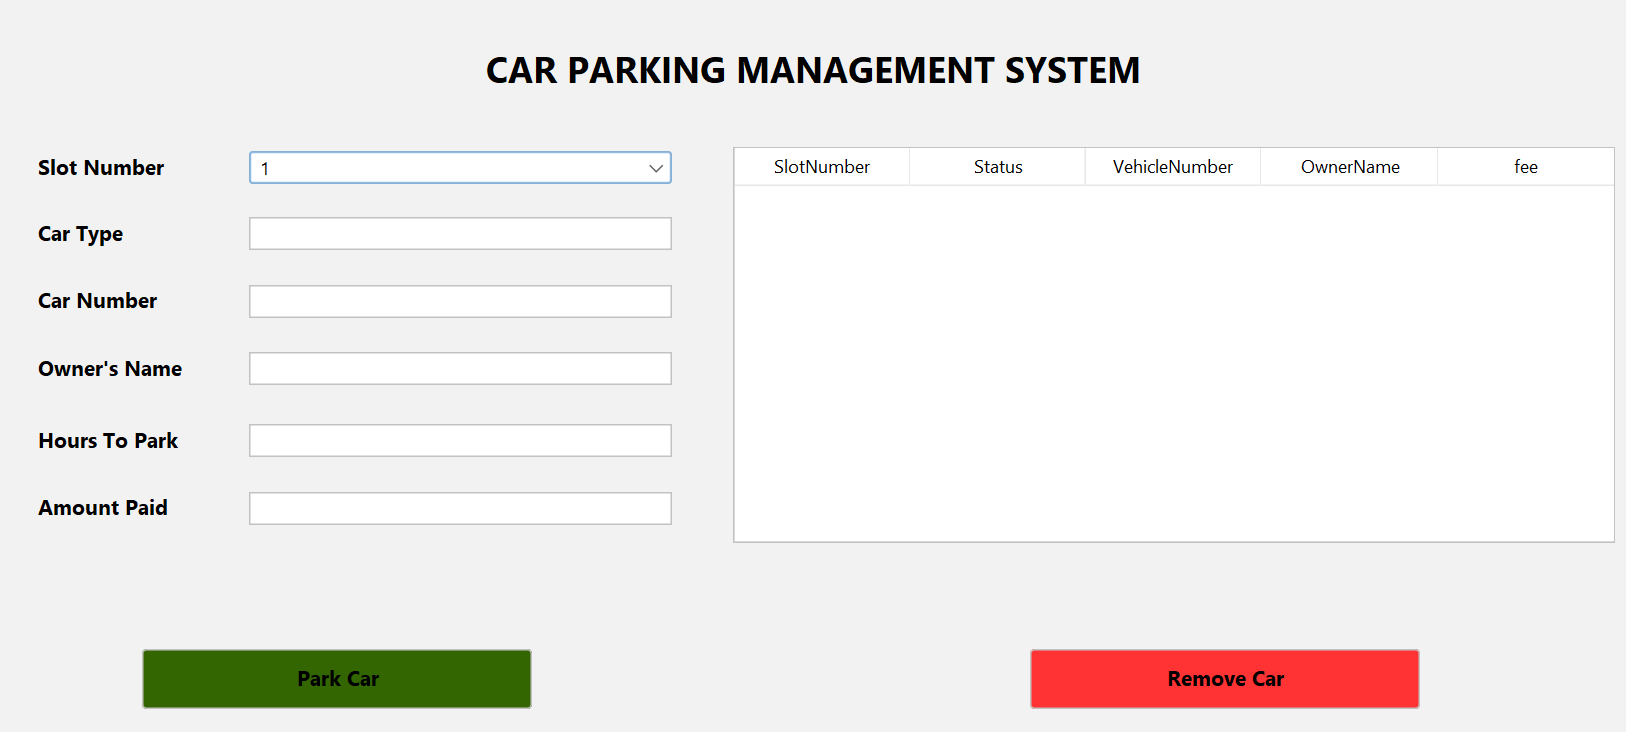 CAR PARKING MANAGEMENT SYSTEM
Slot Number
1
Car Type
Car Number
Owner's Name
Hours To Park
Amount Paid
SlotNumber Status VehicleNumber OwnerName fee
Park Car
Remove Car